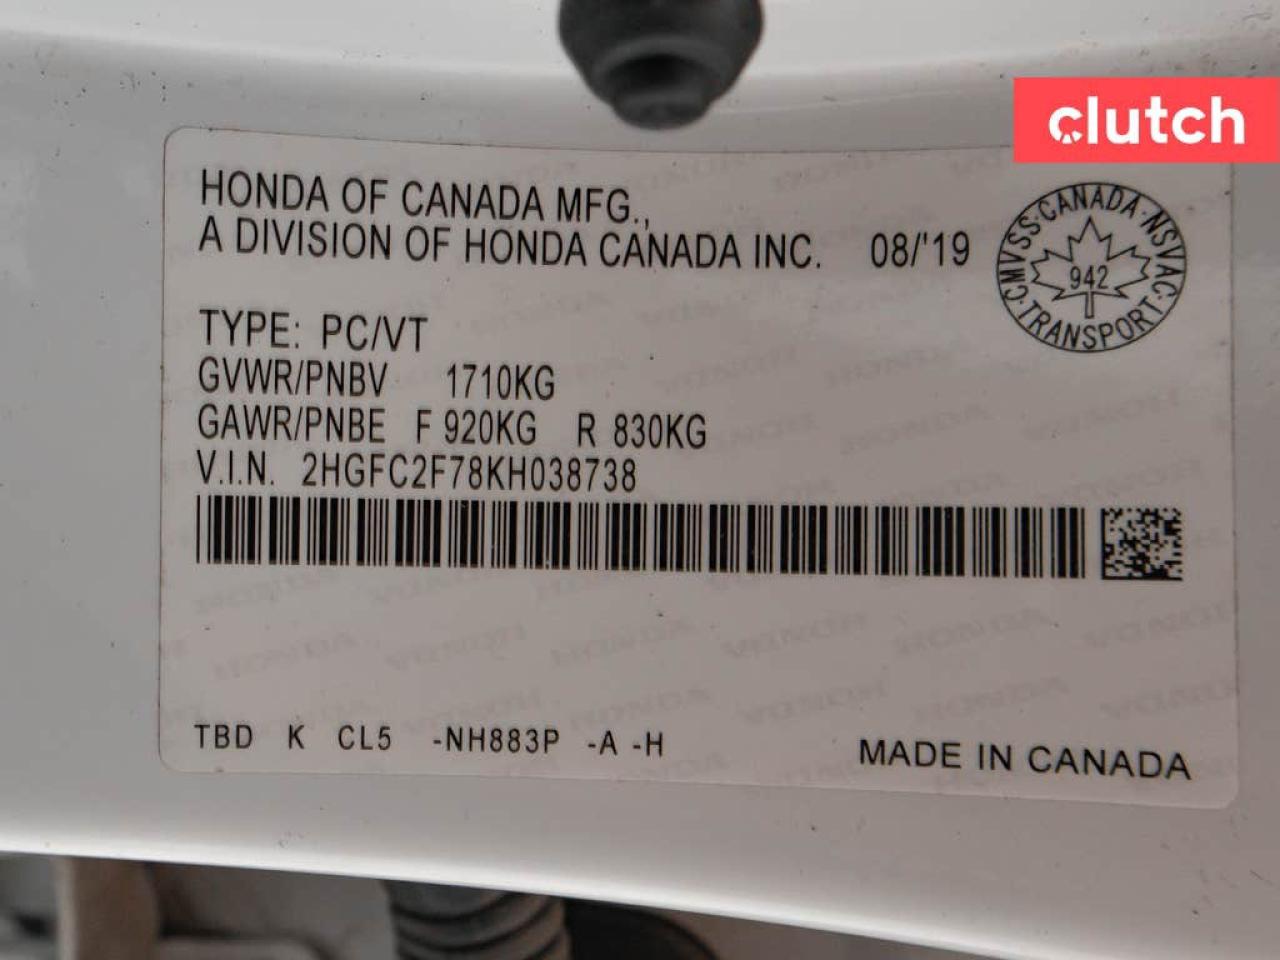 clutch
HONDA OF CANADA MFG.,
A DIVISION OF HONDA CANADA INC. 08/'19
CMVSS·CANADA·NSVAC·TRANSPORT·
942
TYPE: PC/VT
GVWR/PNBV 1710KG
GAWR/PNBE F 920KG R 830KG
V.I.N. 2HGFC2F78KH038738
TBD K CL5 -NH883P -A -H
MADE IN CANADA